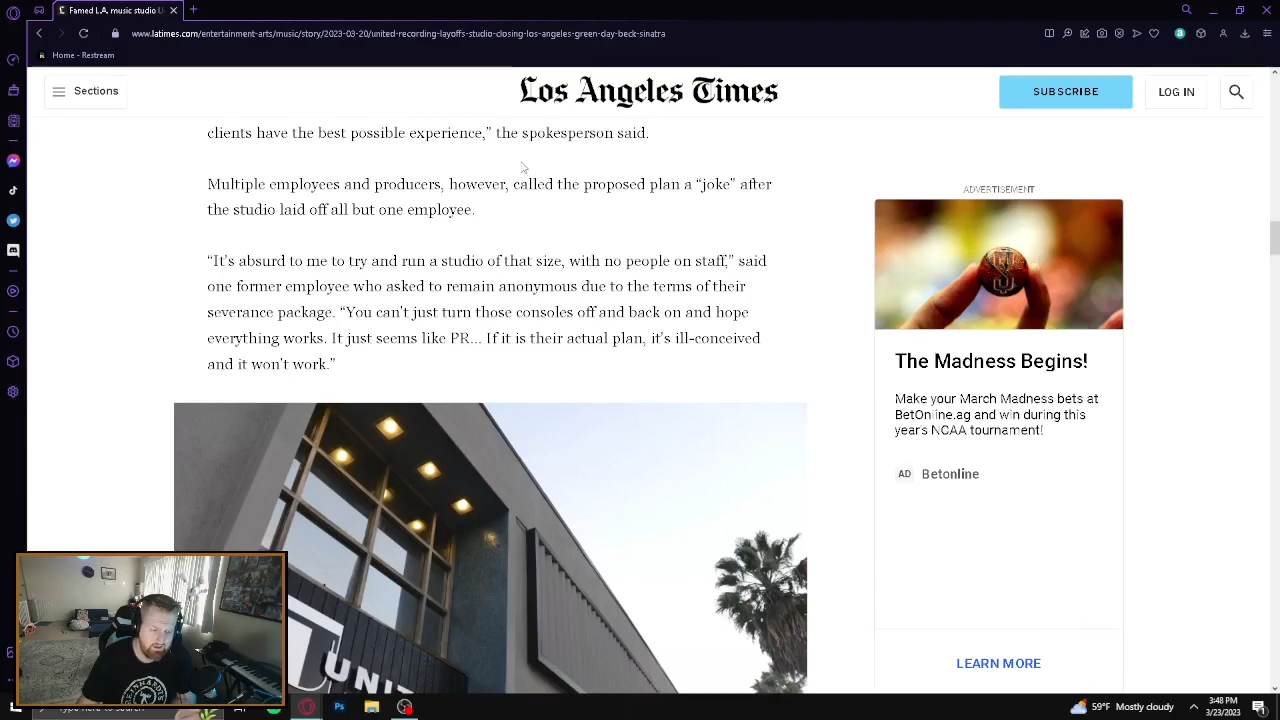 Famed L.A. music studio U
www.latimes.com/entertainment-arts/music/story/2023-03-20/united-recording-layoffs-studio-closing-los-angeles-green-day-beck-sinatra
Home - Restream
Sections
Los Angeles Times
SUBSCRIBE
LOG IN
clients have the best possible experience,” the spokesperson said.
Multiple employees and producers, however, called the proposed plan a “joke” after
the studio laid off all but one employee.
“It’s absurd to me to try and run a studio of that size, with no people on staff,” said
one former employee who asked to remain anonymous due to the terms of their
severance package. “You can’t just turn those consoles off and back on and hope
everything works. It just seems like PR... If it is their actual plan, it’s ill-conceived
and it won’t work.”
ADVERTISEMENT
The Madness Begins!
Make your March Madness bets at
BetOnline.ag and win during this
year's NCAA tournament!
AD Betonline
LEARN MORE
UNIT
Type here to search
Ps
59°F Mostly cloudy
3:48 PM
3/23/2023